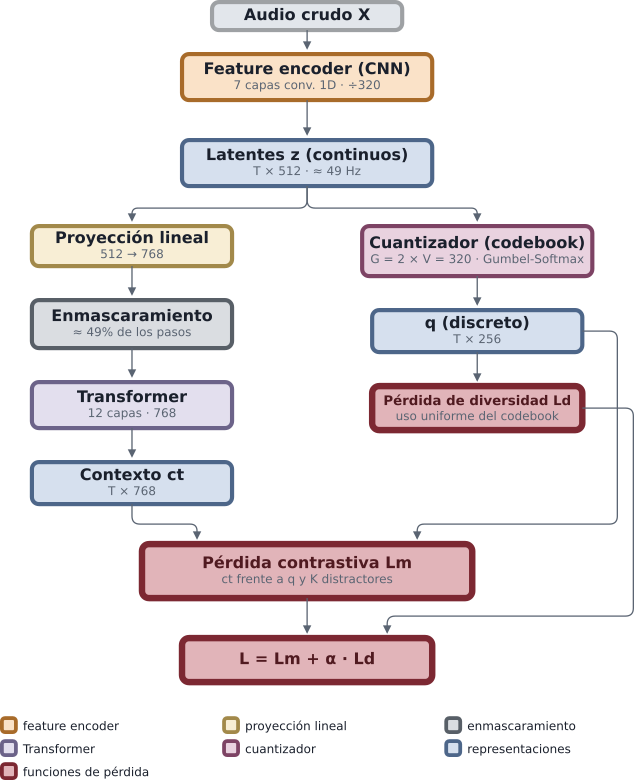 Audio crudo X
Feature encoder (CNN)
7 capas conv. 1D · ÷320
Latentes z (continuos)
T × 512 · ≈ 49 Hz
Proyección lineal
512 → 768
Cuantizador (codebook)
G = 2 × V = 320 · Gumbel-Softmax
Enmascaramiento
≈ 49% de los pasos
q (discreto)
T × 256
Transformer
12 capas · 768
Pérdida de diversidad Ld
uso uniforme del codebook
Contexto ct
T × 768
Pérdida contrastiva Lm
ct frente a q y K distractores
L = Lm + α · Ld
feature encoder
proyección lineal
enmascaramiento
Transformer
cuantizador
representaciones
funciones de pérdida